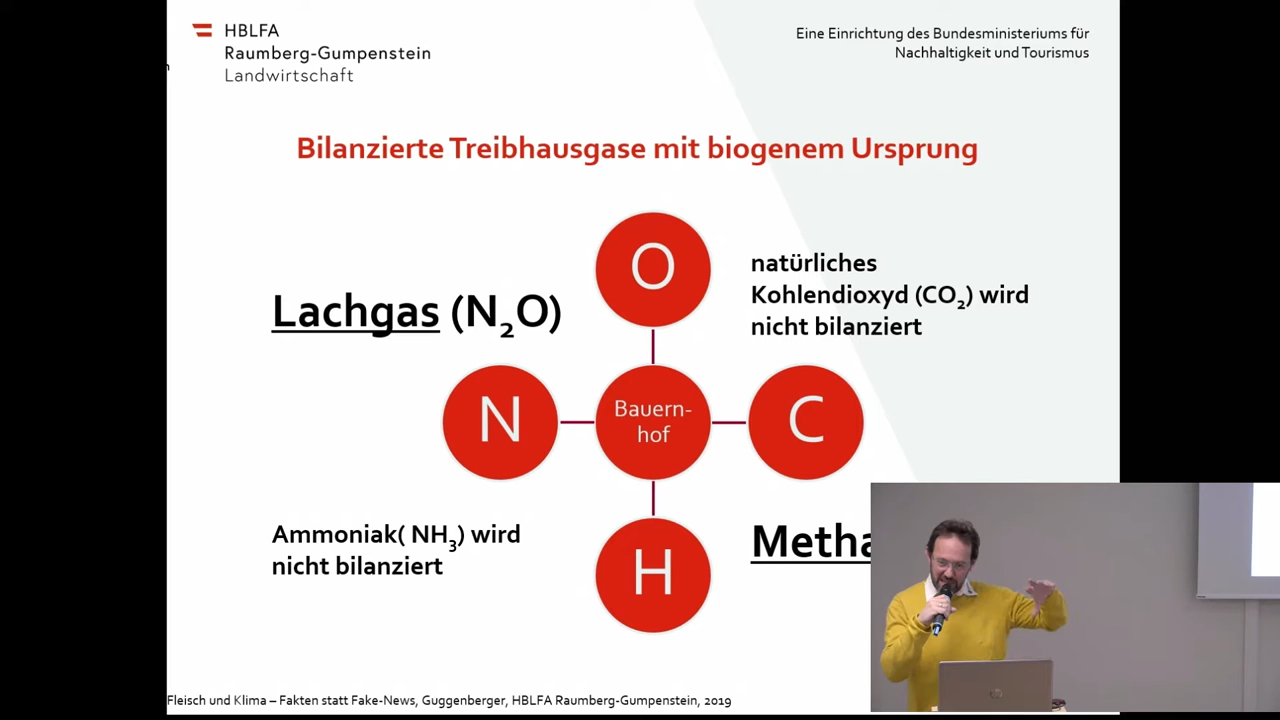 HBLFA
Raumberg-Gumpenstein
Landwirtschaft
Eine Einrichtung des Bundesministeriums für
Nachhaltigkeit und Tourismus
Bilanzierte Treibhausgase mit biogenem Ursprung
O
natürliches
Kohlendioxyd (CO₂) wird
nicht bilanziert
Lachgas (N₂O)
N
Bauern-
hof
C
Ammoniak( NH₃) wird
nicht bilanziert
H
Fleisch und Klima – Fakten statt Fake-News, Guggenberger, HBLFA Raumberg-Gumpenstein, 2019